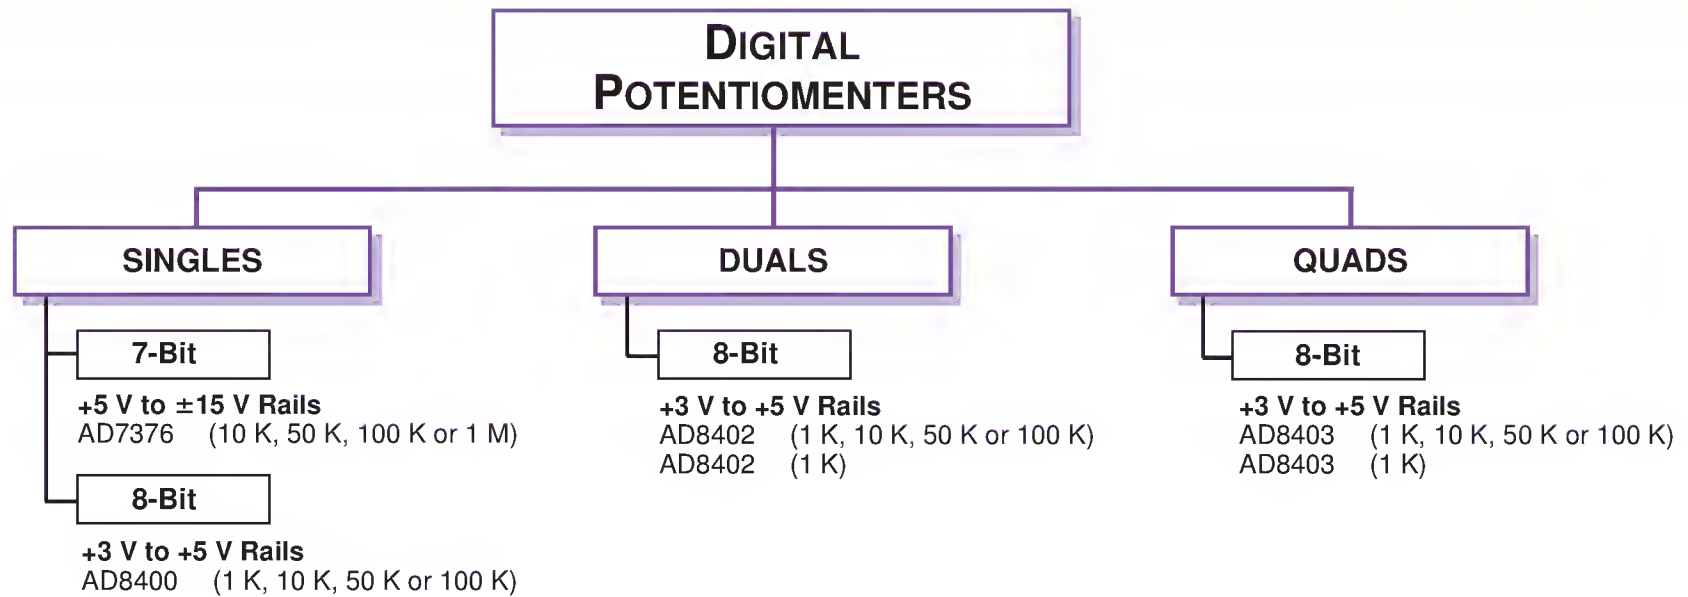 DIGITAL
POTENTIOMENTERS
SINGLES
7-Bit
+5 V to ±15 V Rails
AD7376 (10 K, 50 K, 100 K or 1 M)
8-Bit
+3 V to +5 V Rails
AD8400 (1 K, 10 K, 50 K or 100 K)
DUALS
8-Bit
+3 V to +5 V Rails
AD8402 (1 K, 10 K, 50 K or 100 K)
AD8402 (1 K)
QUADS
8-Bit
+3 V to +5 V Rails
AD8403 (1 K, 10 K, 50 K or 100 K)
AD8403 (1 K)